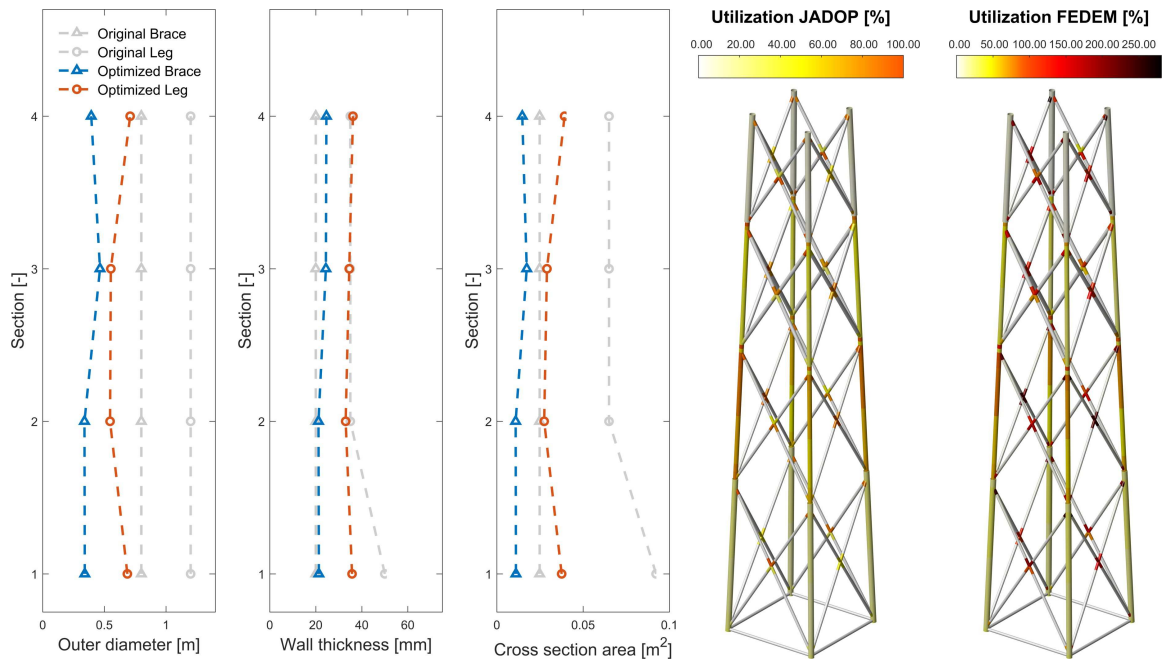 Original Brace
Original Leg
Optimized Brace
Optimized Leg
4
3
2
1
Section [-]
0
0.5
1
Outer diameter [m]
4
3
2
1
Section [-]
0
20
40
60
Wall thickness [mm]
4
3
2
1
Section [-]
0
0.05
0.1
Cross section area [m²]
Utilization JADOP [%]
0.00 20.00 40.00 60.00 80.00 100.00
Utilization FEDEM [%]
0.00 50.00 100.00 150.00 200.00 250.00